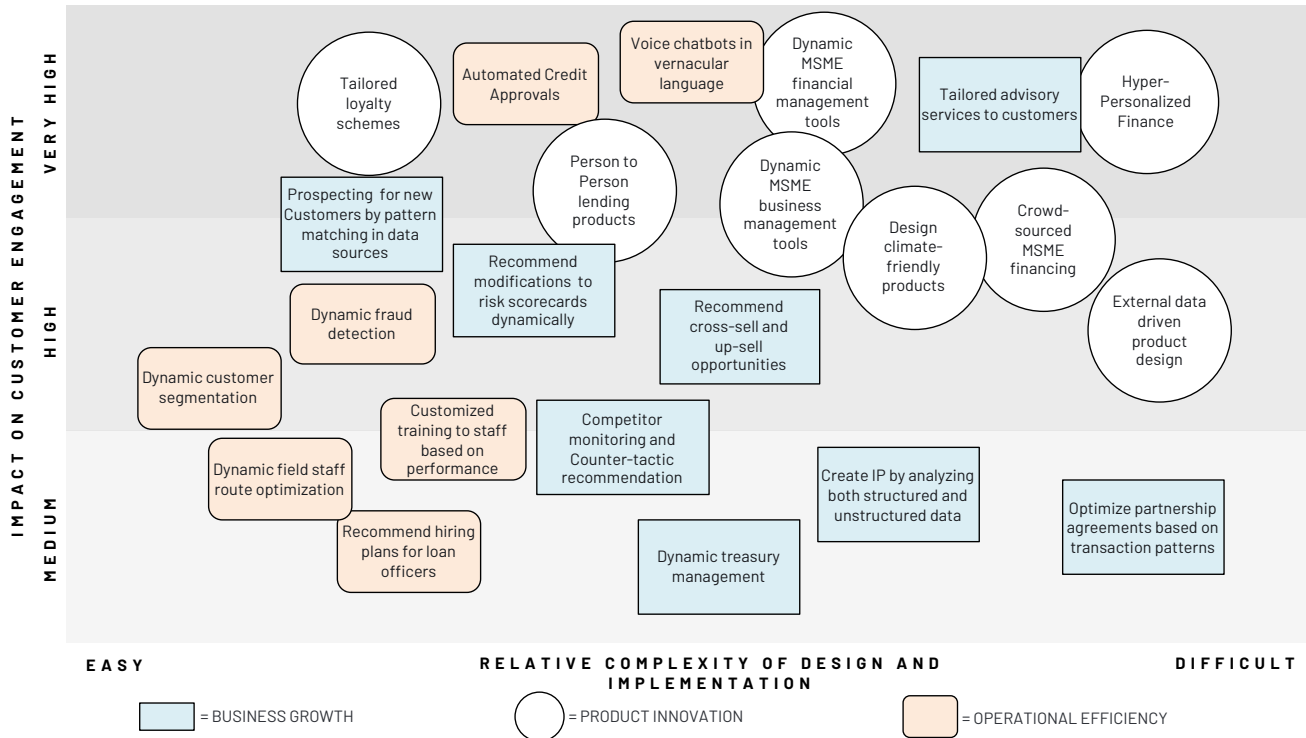 IMPACT ON CUSTOMER ENGAGEMENT
VERY HIGH
HIGH
MEDIUM
Tailored
loyalty
schemes
Automated Credit
Approvals
Voice chatbots in
vernacular
language
Dynamic
MSME
financial
management
tools
Tailored advisory
services to customers
Hyper-
Personalized
Finance
Person to
Person
lending
products
Dynamic
MSME
business
management
tools
Prospecting for new
Customers by pattern
matching in data
sources
Design
climate-
friendly
products
Crowd-
sourced
MSME
financing
Recommend
modifications to
risk scorecards
dynamically
Dynamic fraud
detection
Recommend
cross-sell and
up-sell
opportunities
External data
driven
product
design
Dynamic customer
segmentation
Customized
training to staff
based on
performance
Competitor
monitoring and
Counter-tactic
recommendation
Dynamic field staff
route optimization
Create IP by analyzing
both structured and
unstructured data
Optimize partnership
agreements based on
transaction patterns
Recommend hiring
plans for loan
officers
Dynamic treasury
management
EASY
RELATIVE COMPLEXITY OF DESIGN AND
IMPLEMENTATION
DIFFICULT
= BUSINESS GROWTH
= PRODUCT INNOVATION
= OPERATIONAL EFFICIENCY